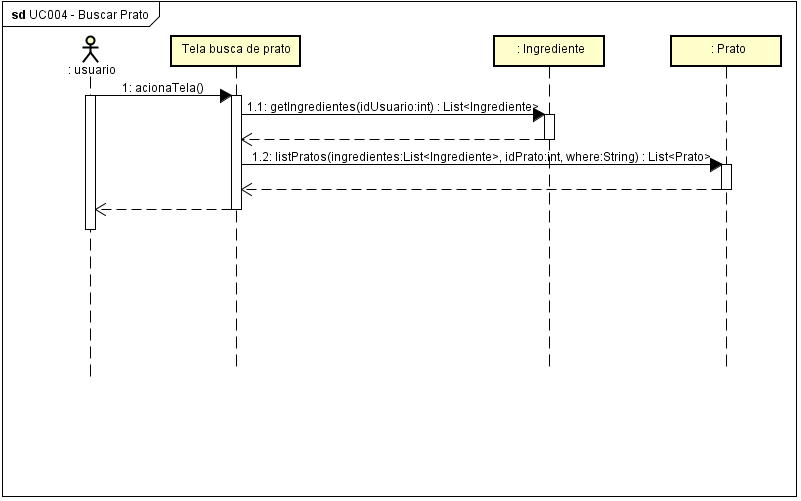 sd UC004 - Buscar Prato
: usuario
Tela busca de prato
: Ingrediente
: Prato
1: acionaTela()
1.1: getIngredientes(idUsuario:int) : List<Ingrediente>
1.2: listPratos(ingredientes:List<Ingrediente>, idPrato:int, where:String) : List<Prato>